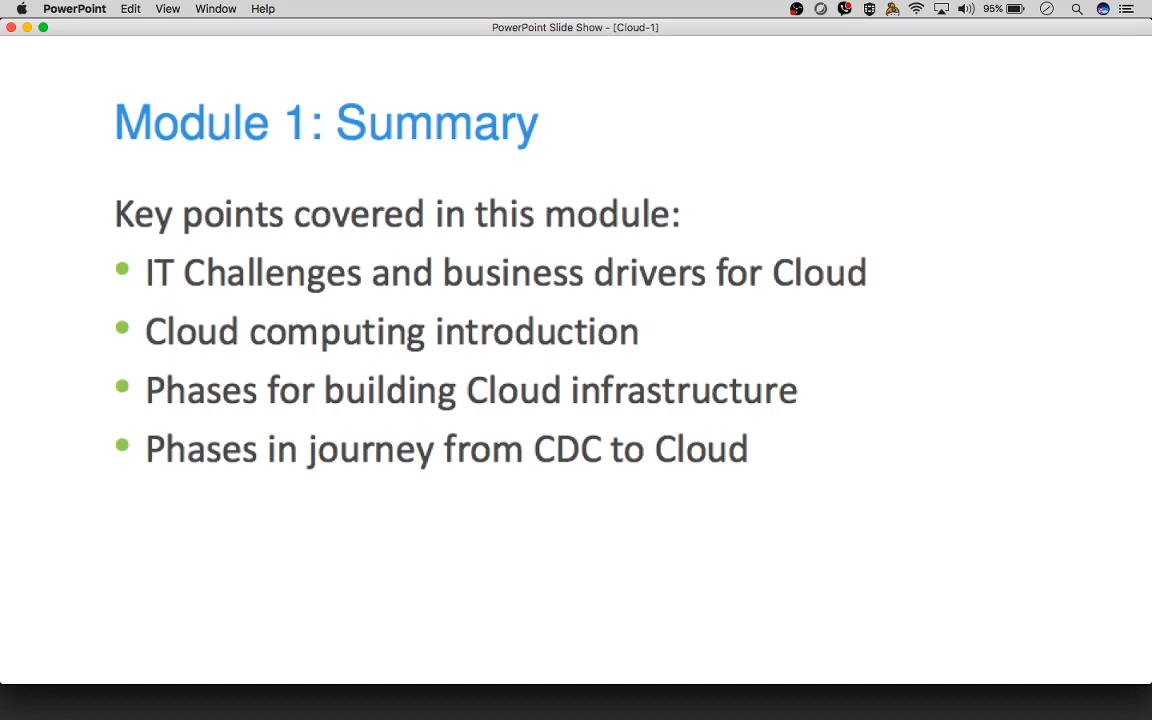 PowerPoint Edit View Window Help 95%
PowerPoint Slide Show - [Cloud-1]
Module 1: Summary
Key points covered in this module:
• IT Challenges and business drivers for Cloud
• Cloud computing introduction
• Phases for building Cloud infrastructure
• Phases in journey from CDC to Cloud